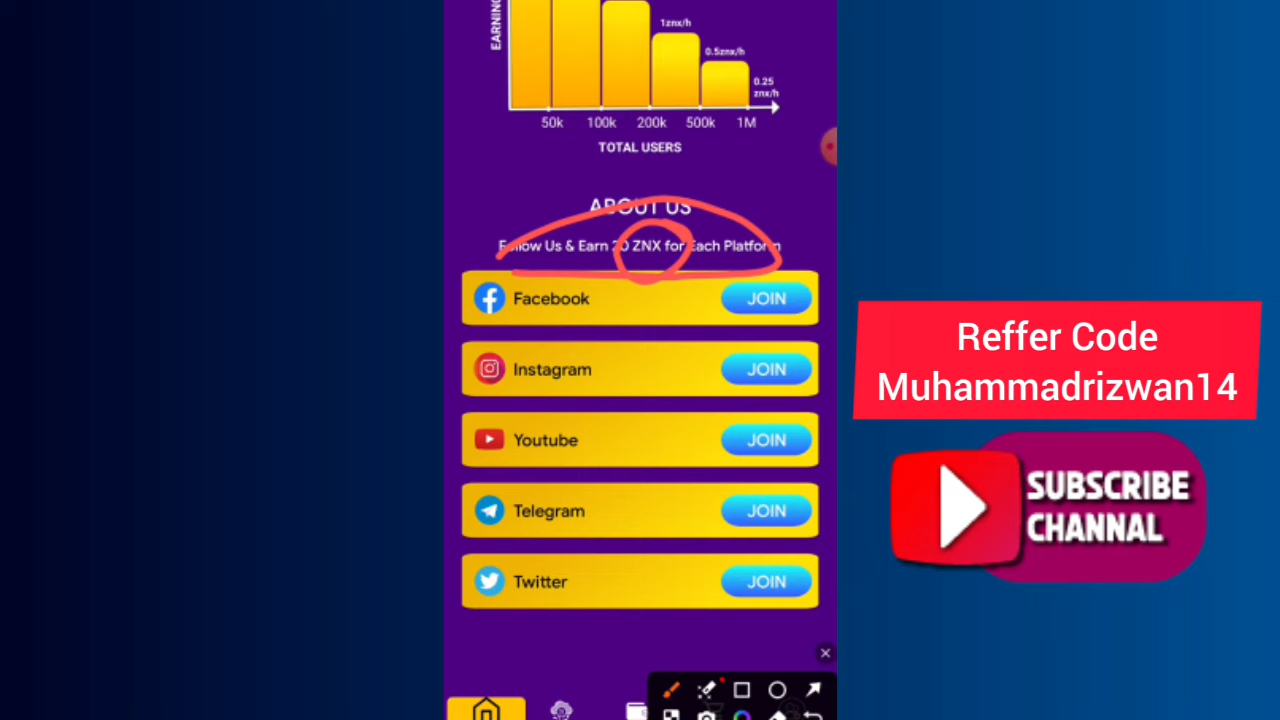 EARNING
1znx/h
0.5znx/h
0.25
znx/h
50k 100k 200k 500k 1M
TOTAL USERS
ABOUT US
Follow Us & Earn 20 ZNX for Each Platform
Facebook JOIN
Instagram JOIN
Youtube JOIN
Telegram JOIN
Twitter JOIN
Reffer Code
Muhammadrizwan14
SUBSCRIBE
CHANNAL